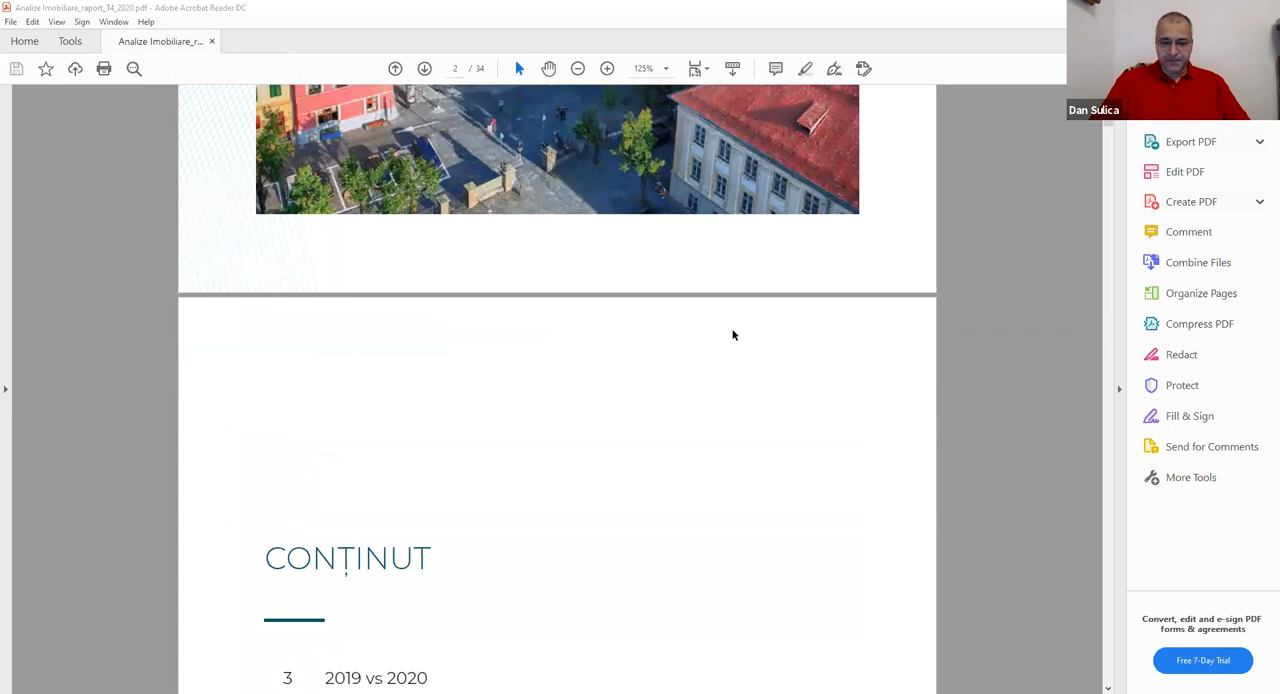 Analize Imobiliare_raport_T4_2020.pdf - Adobe Acrobat Reader DC
File Edit View Sign Window Help
Home Tools Analize Imobiliare_r... ×
2 / 34 125%
Dan Sulica
Export PDF
Edit PDF
Create PDF
Comment
Combine Files
Organize Pages
Compress PDF
Redact
Protect
Fill & Sign
Send for Comments
More Tools
CONȚINUT
3 2019 vs 2020
Convert, edit and e-sign PDF
forms & agreements
Free 7-Day Trial